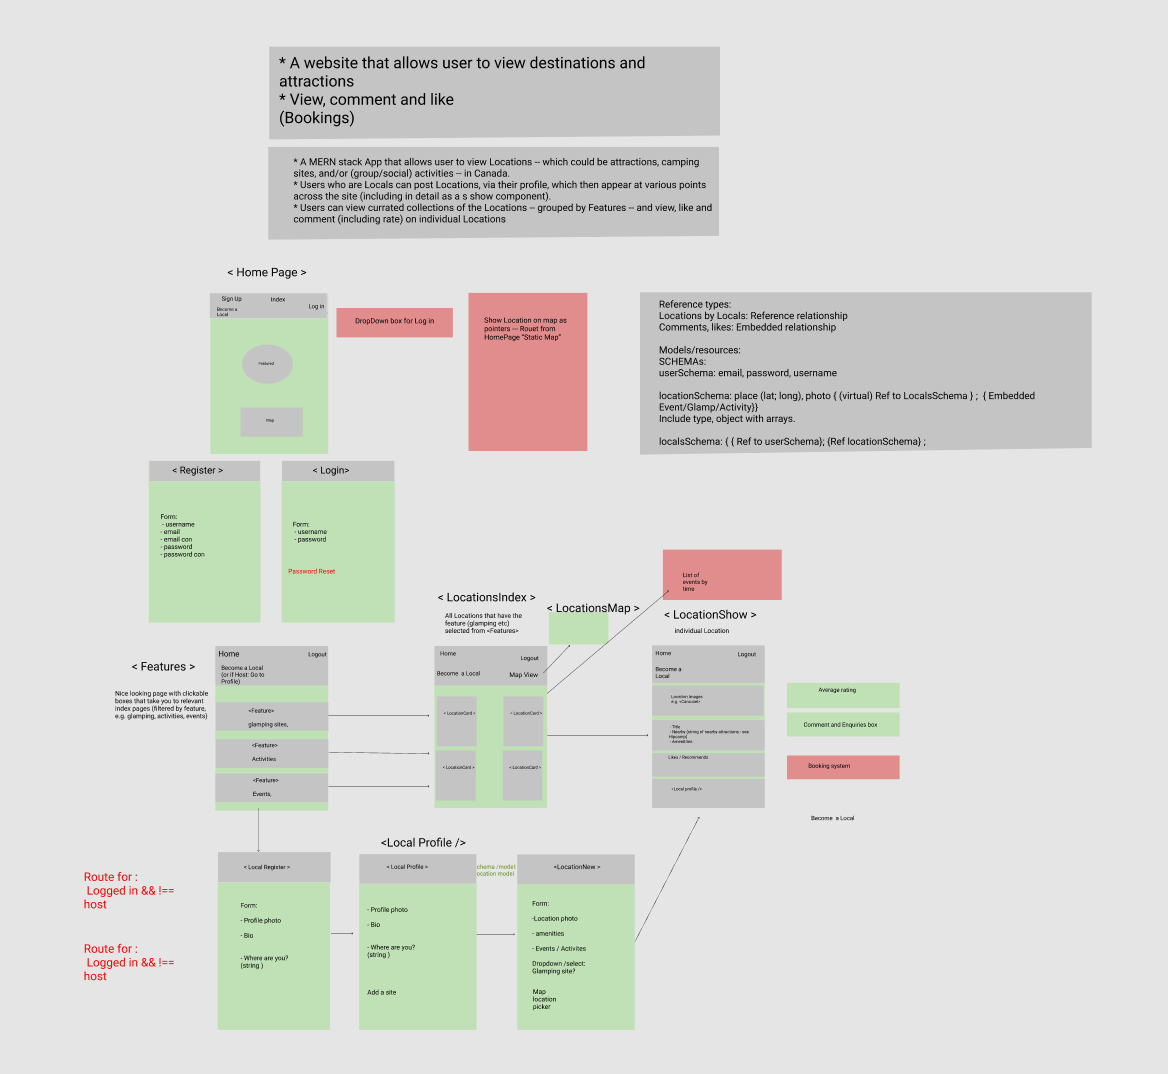 * A website that allows user to view destinations and
attractions
* View, comment and like
(Bookings)
* A MERN stack App that allows user to view Locations -- which could be attractions, camping
sites, and/or (group/social) activities -- in Canada.
* Users who are Locals can post Locations, via their profile, which then appear at various points
across the site (including in detail as a s show component).
* Users can view currated collections of the Locations -- grouped by Features -- and view, like and
comment (including rate) on individual Locations
< Home Page >
Sign Up
Index
Log in
Become a
Local
Featured
Map
DropDown box for Log in
Show Location on map as
pointers --- Rouet from
HomePage "Static Map"
Reference types:
Locations by Locals: Reference relationship
Comments, likes: Embedded relationship
Models/resources:
SCHEMAs:
userSchema: email, password, username
locationSchema: place (lat; long), photo { (virtual) Ref to LocalsSchema } ; { Embedded
Event/Glamp/Activity}}
Include type, object with arrays.
localsSchema: { { Ref to userSchema}; {Ref locationSchema} ;
< Register >
Form:
- username
- email
- email con
- password
- password con
< Login>
Form:
- username
- password
Password Reset
< LocationsIndex >
All Locations that have the
feature (glamping etc)
selected from <Features>
< LocationsMap >
List of
events by
time
< LocationShow >
individual Location
< Features >
Nice looking page with clickable
boxes that take you to relevant
index pages (filtered by feature,
e.g. glamping, activities, events)
Home
Logout
Become a Local
(or if Host: Go to
Profile)
<Feature>
glamping sites,
<Feature>
Activities
<Feature>
Events,
Home
Logout
Become a Local
Map View
< LocationCard >
< LocationCard >
< LocationCard >
< LocationCard >
Home
Logout
Become a
Local
Location images
e.g. <Carousel>
- Title
- Nearby (string of nearby attractions - see
- Amenities
Likes / Recommends
<Local profile />
Average rating
Comment and Enquiries box
Booking system
Become a Local
<Local Profile />
Route for :
Logged in && !==
host
Route for :
Logged in && !==
host
< Local Register >
Form:
- Profile photo
- Bio
- Where are you?
(string )
< Local Profile >
- Profile photo
- Bio
- Where are you?
(string )
Add a site
chema /model
ocation model
<LocationNew >
Form:
-Location photo
- amenities
- Events / Activites
Dropdown /select:
Glamping site?
Map
location
picker